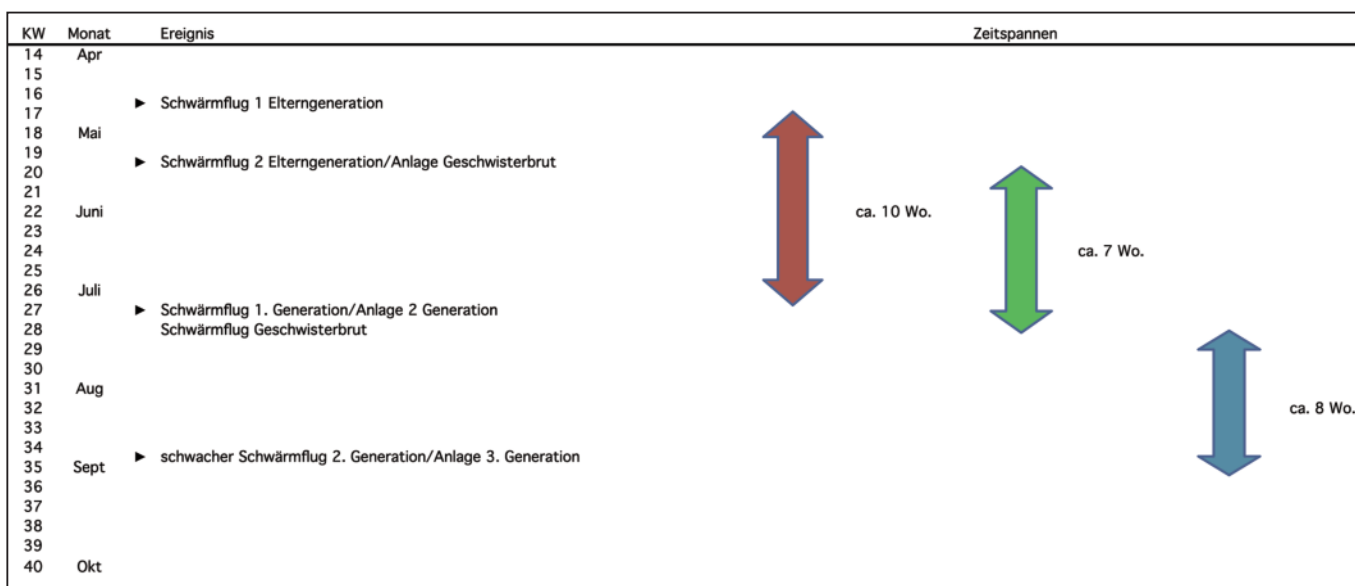 KW Monat Ereignis Zeitspannen
14 Apr
15
16
► Schwärmflug 1 Elterngeneration
17
18 Mai
19
► Schwärmflug 2 Elterngeneration/Anlage Geschwisterbrut
20
21
22 Juni ca. 10 Wo.
23
24 ca. 7 Wo.
25
26 Juli
27 ► Schwärmflug 1. Generation/Anlage 2 Generation
28 Schwärmflug Geschwisterbrut
29
30
31 Aug
32 ca. 8 Wo.
33
34
► schwacher Schwärmflug 2. Generation/Anlage 3. Generation
35 Sept
36
37
38
39
40 Okt